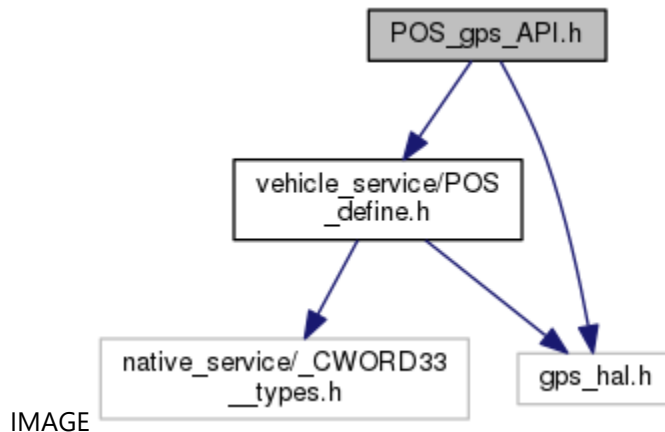 POS_gps_API.h
vehicle_service/POS
_define.h
native_service/_CWORD33
__types.h
gps_hal.h
IMAGE